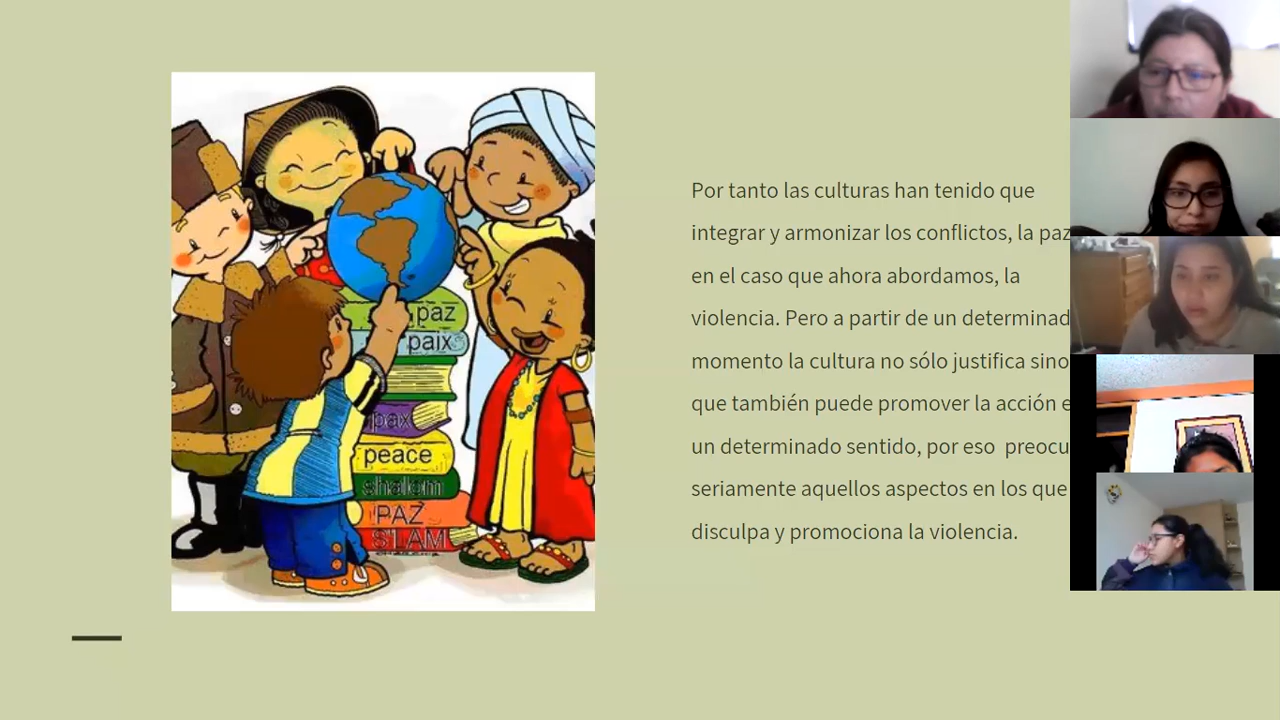 Por tanto las culturas han tenido que
integrar y armonizar los conflictos, la paz
en el caso que ahora abordamos, la
violencia. Pero a partir de un determinad
momento la cultura no sólo justifica sino
que también puede promover la acción e
un determinado sentido, por eso  preocu
seriamente aquellos aspectos en los que
disculpa y promociona la violencia.
paz
paix
pax
peace
shalom
PAZ
SLAM